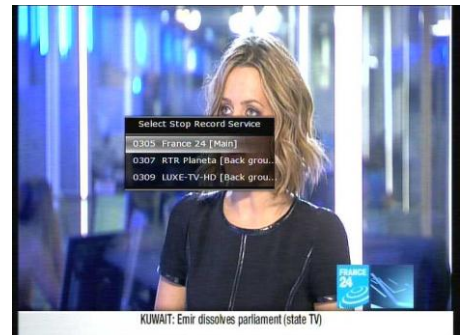 Select Stop Record Service
0305 France 24 [Main]
0307 RTR Planeta [Back grou...
0309 LUXE-TV-HD [Back grou...
FRANCE
24
KUWAIT: Emir dissolves parliament (state TV)